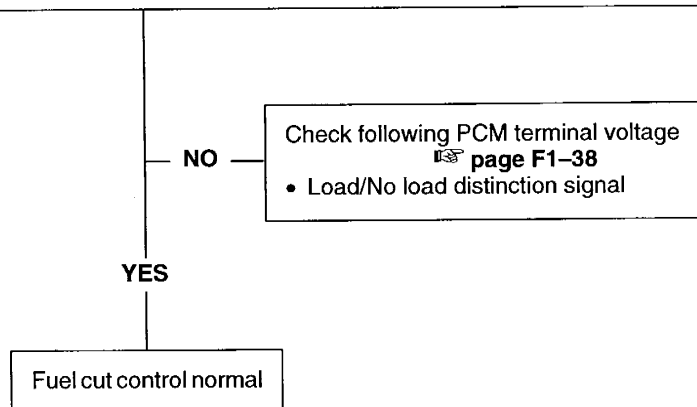 Check following PCM terminal voltage
☞ page F1–38
• Load/No load distinction signal
NO
YES
Fuel cut control normal